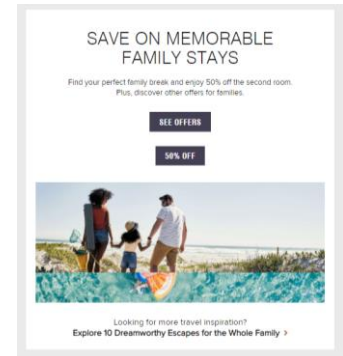 SAVE ON MEMORABLE
FAMILY STAYS
Find your perfect family break and enjoy 50% off the second room.
Plus, discover other offers for families.
SEE OFFERS
50% OFF
Looking for more travel inspiration?
Explore 10 Dreamworthy Escapes for the Whole Family >